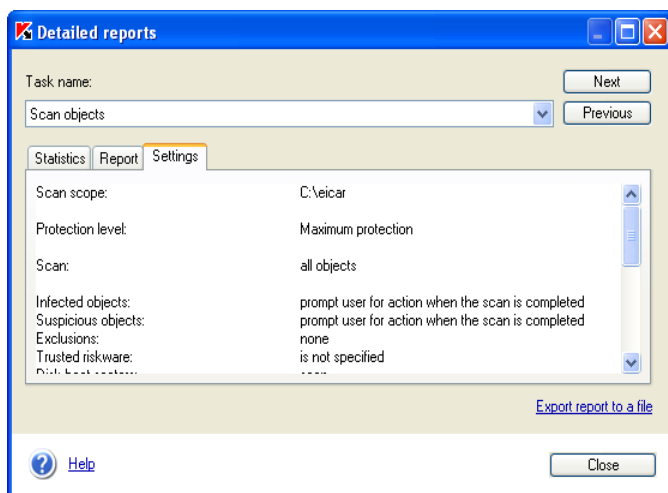 Detailed reports
Task name:
Next
Scan objects
Previous
Statistics Report Settings
Scan scope: C:\eicar
Protection level: Maximum protection
Scan: all objects
Infected objects: prompt user for action when the scan is completed
Suspicious objects: prompt user for action when the scan is completed
Exclusions: none
Trusted riskware: is not specified
Export report to a file
Help
Close